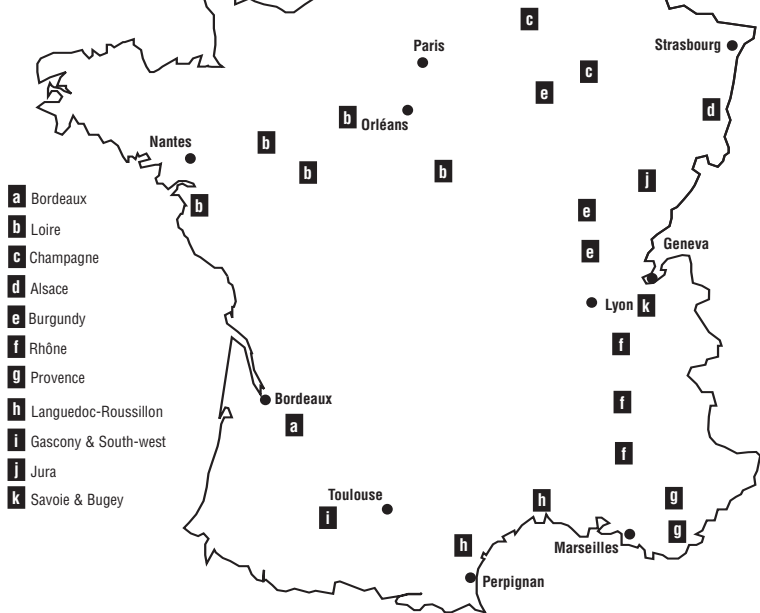 c
Paris
Strasbourg
c
e
d
b
Orléans
Nantes
b
b
b
j
b
e
e
Geneva
Lyon
k
f
Bordeaux
f
a
f
Toulouse
i
h
g
g
Marseilles
h
Perpignan
a Bordeaux
b Loire
c Champagne
d Alsace
e Burgundy
f Rhône
g Provence
h Languedoc-Roussillon
i Gascony & South-west
j Jura
k Savoie & Bugey